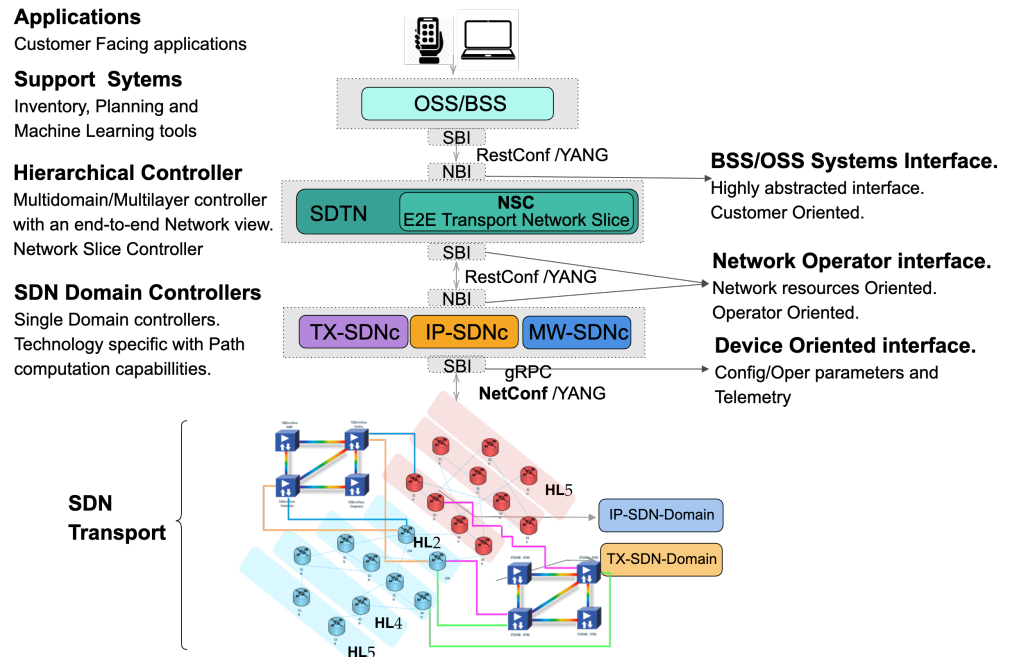 Applications
Customer Facing applications
Support Sytems
Inventory, Planning and
Machine Learning tools
OSS/BSS
SBI
RestConf /YANG
NBI
Hierarchical Controller
Multidomain/Multilayer controller
with an end-to-end Network view.
Network Slice Controller
SDTN
NSC
E2E Transport Network Slice
BSS/OSS Systems Interface.
Highly abstracted interface.
Customer Oriented.
SBI
RestConf /YANG
NBI
Network Operator interface.
Network resources Oriented.
Operator Oriented.
SDN Domain Controllers
Single Domain controllers.
Technology specific with Path
computation capabillities.
TX-SDNc
IP-SDNc
MW-SDNc
SBI
gRPC
NetConf /YANG
Device Oriented interface.
Config/Oper parameters and
Telemetry
SDN
Transport
HL5
HL2
HL4
HL5
IP-SDN-Domain
TX-SDN-Domain